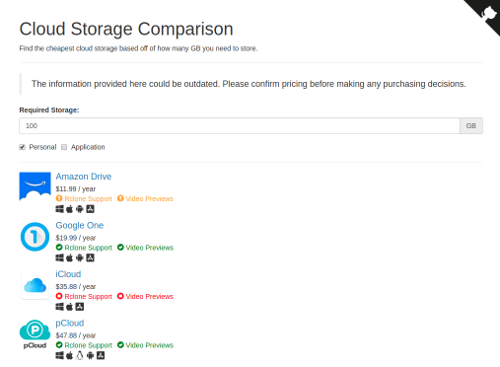 Cloud Storage Comparison
Find the cheapest cloud storage based off of how many GB you need to store.
The information provided here could be outdated. Please confirm pricing before making any purchasing decisions.
Required Storage:
100 GB
Personal Application
Amazon Drive
$11.99 / year
Rclone Support Video Previews
Google One
$19.99 / year
Rclone Support Video Previews
iCloud
$35.88 / year
Rclone Support Video Previews
pCloud
$47.88 / year
Rclone Support Video Previews
pCloud